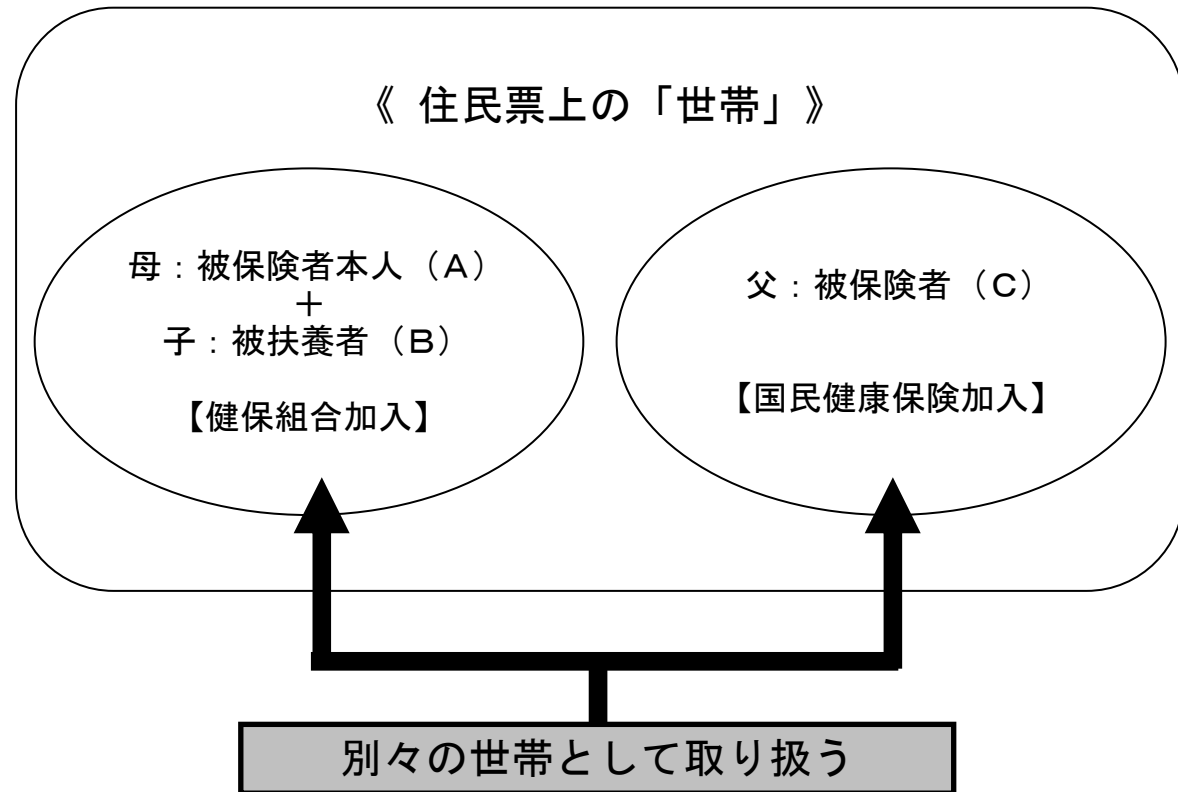 《 住民票上の「世帯」》
母：被保険者本人（Ａ）
＋
子：被扶養者（Ｂ）
【健保組合加入】
父：被保険者（Ｃ）
【国民健康保険加入】
別々の世帯として取り扱う